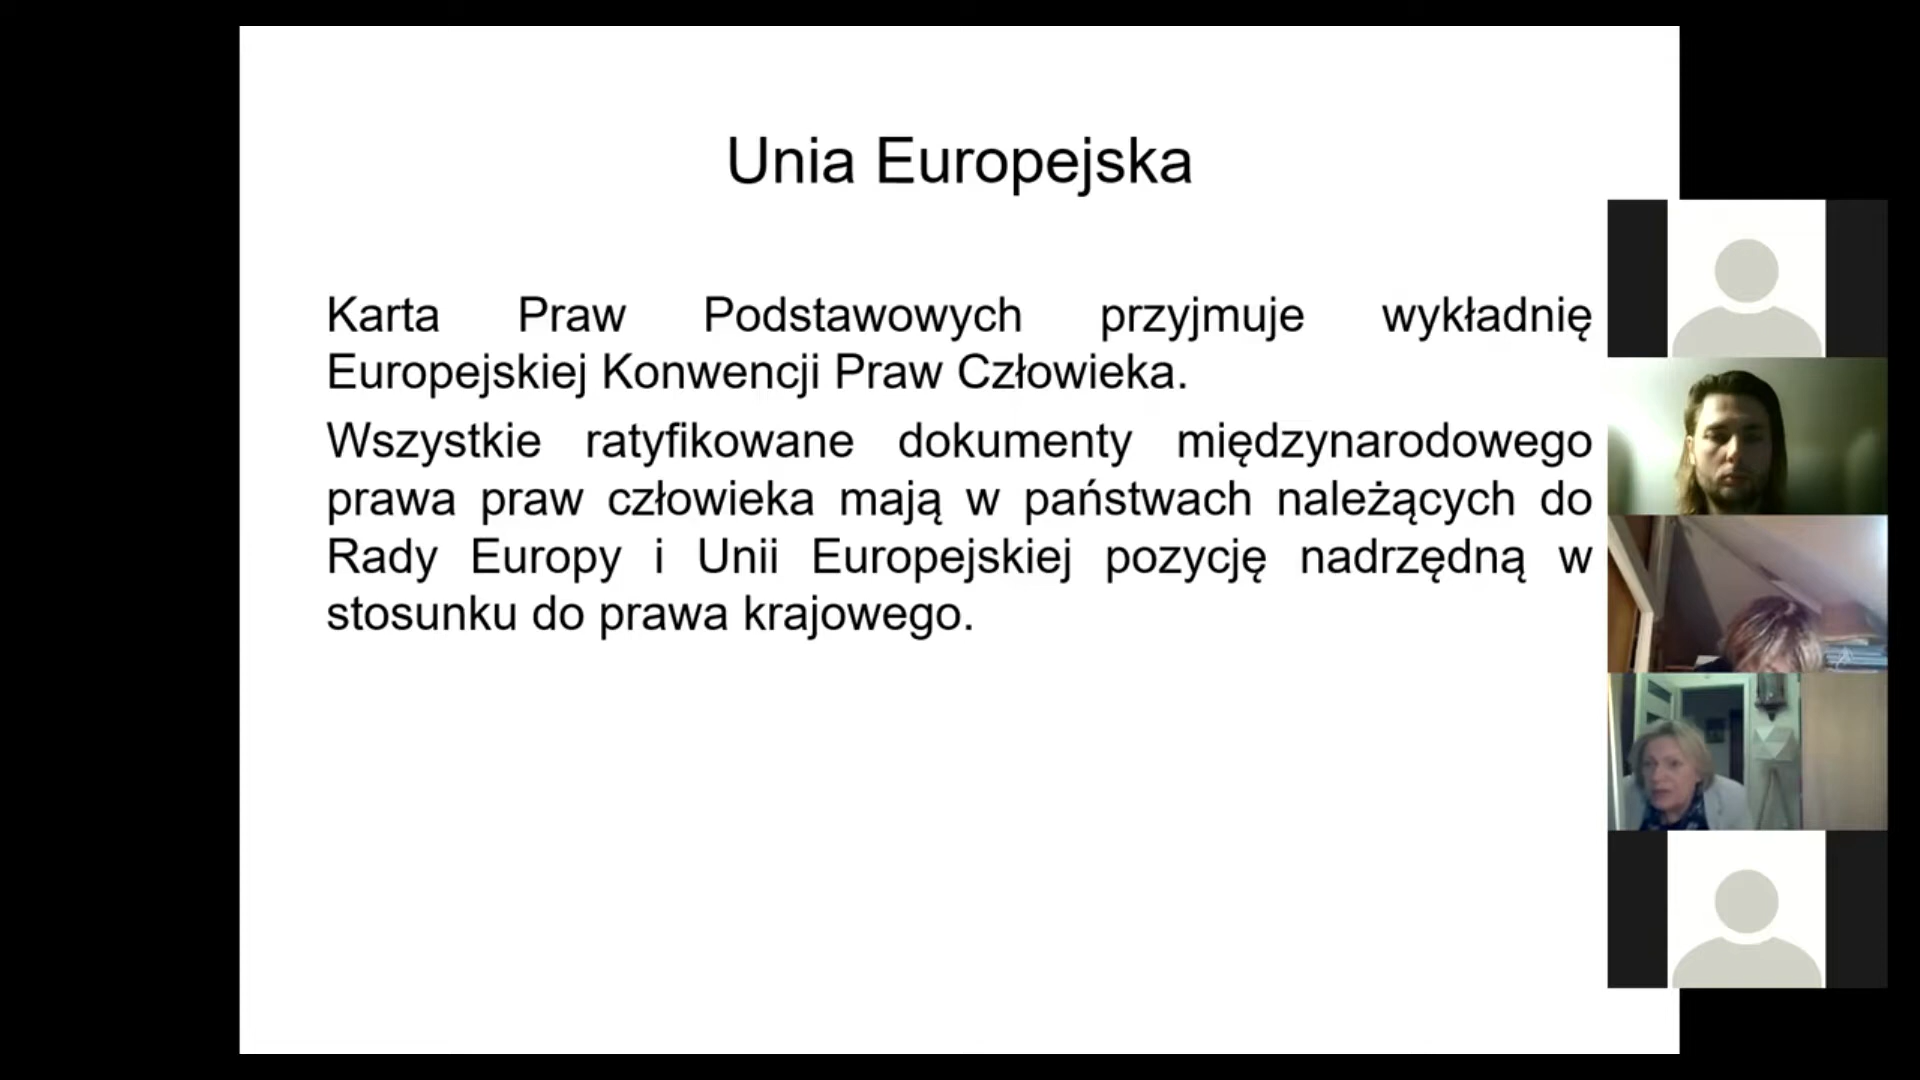 Unia Europejska
Karta Praw Podstawowych przyjmuje wykładnię
Europejskiej Konwencji Praw Człowieka.
Wszystkie ratyfikowane dokumenty międzynarodowego
prawa praw człowieka mają w państwach należących do
Rady Europy i Unii Europejskiej pozycję nadrzędną w
stosunku do prawa krajowego.